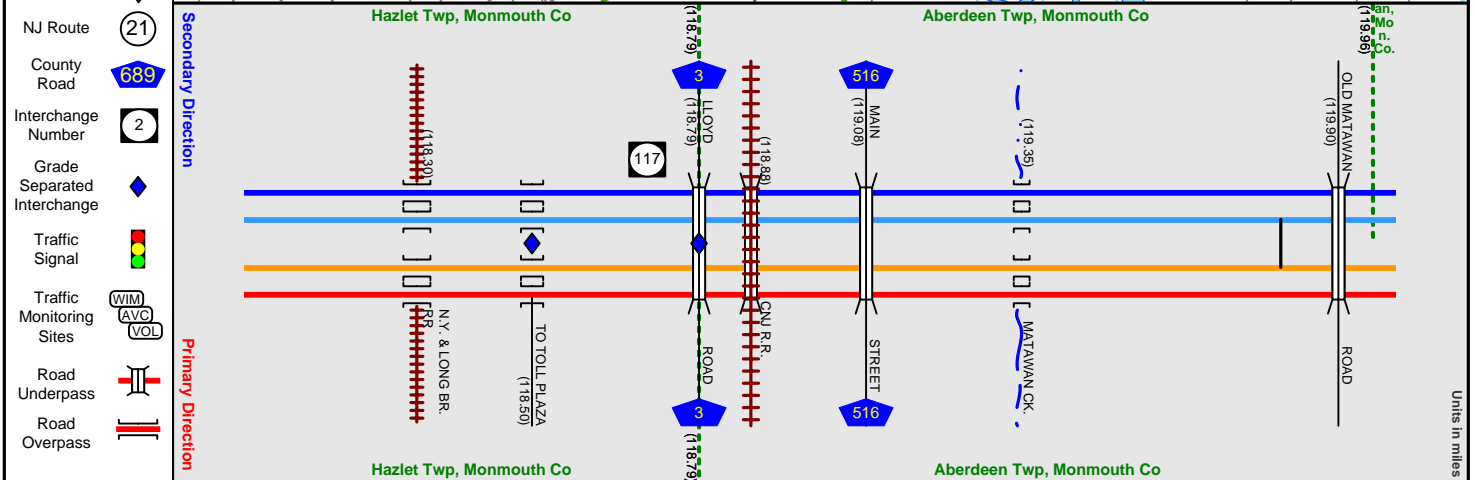 NJ Route
21
County
Road
689
Interchange
Number
2
Grade
Separated
Interchange
Traffic
Signal
Traffic
Monitoring
Sites
WIM
AVC
VOL
Road
Underpass
Road
Overpass
Secondary Direction
Primary Direction
Hazlet Twp, Monmouth Co
(118.79)
Aberdeen Twp, Monmouth Co
(119.96)
an,
Mo
n.
Co.
(118.30)
117
3
LLOYD
(118.79)
(118.88)
516
MAIN
(119.08)
(119.35)
OLD MATAWAN
(119.90)
N.Y. & LONG BR.
RR
TO TOLL PLAZA
(118.50)
ROAD
3
CNJ R.R.
STREET
516
MATAWAN CK.
ROAD
Hazlet Twp, Monmouth Co
(118.79)
Aberdeen Twp, Monmouth Co
Units in miles